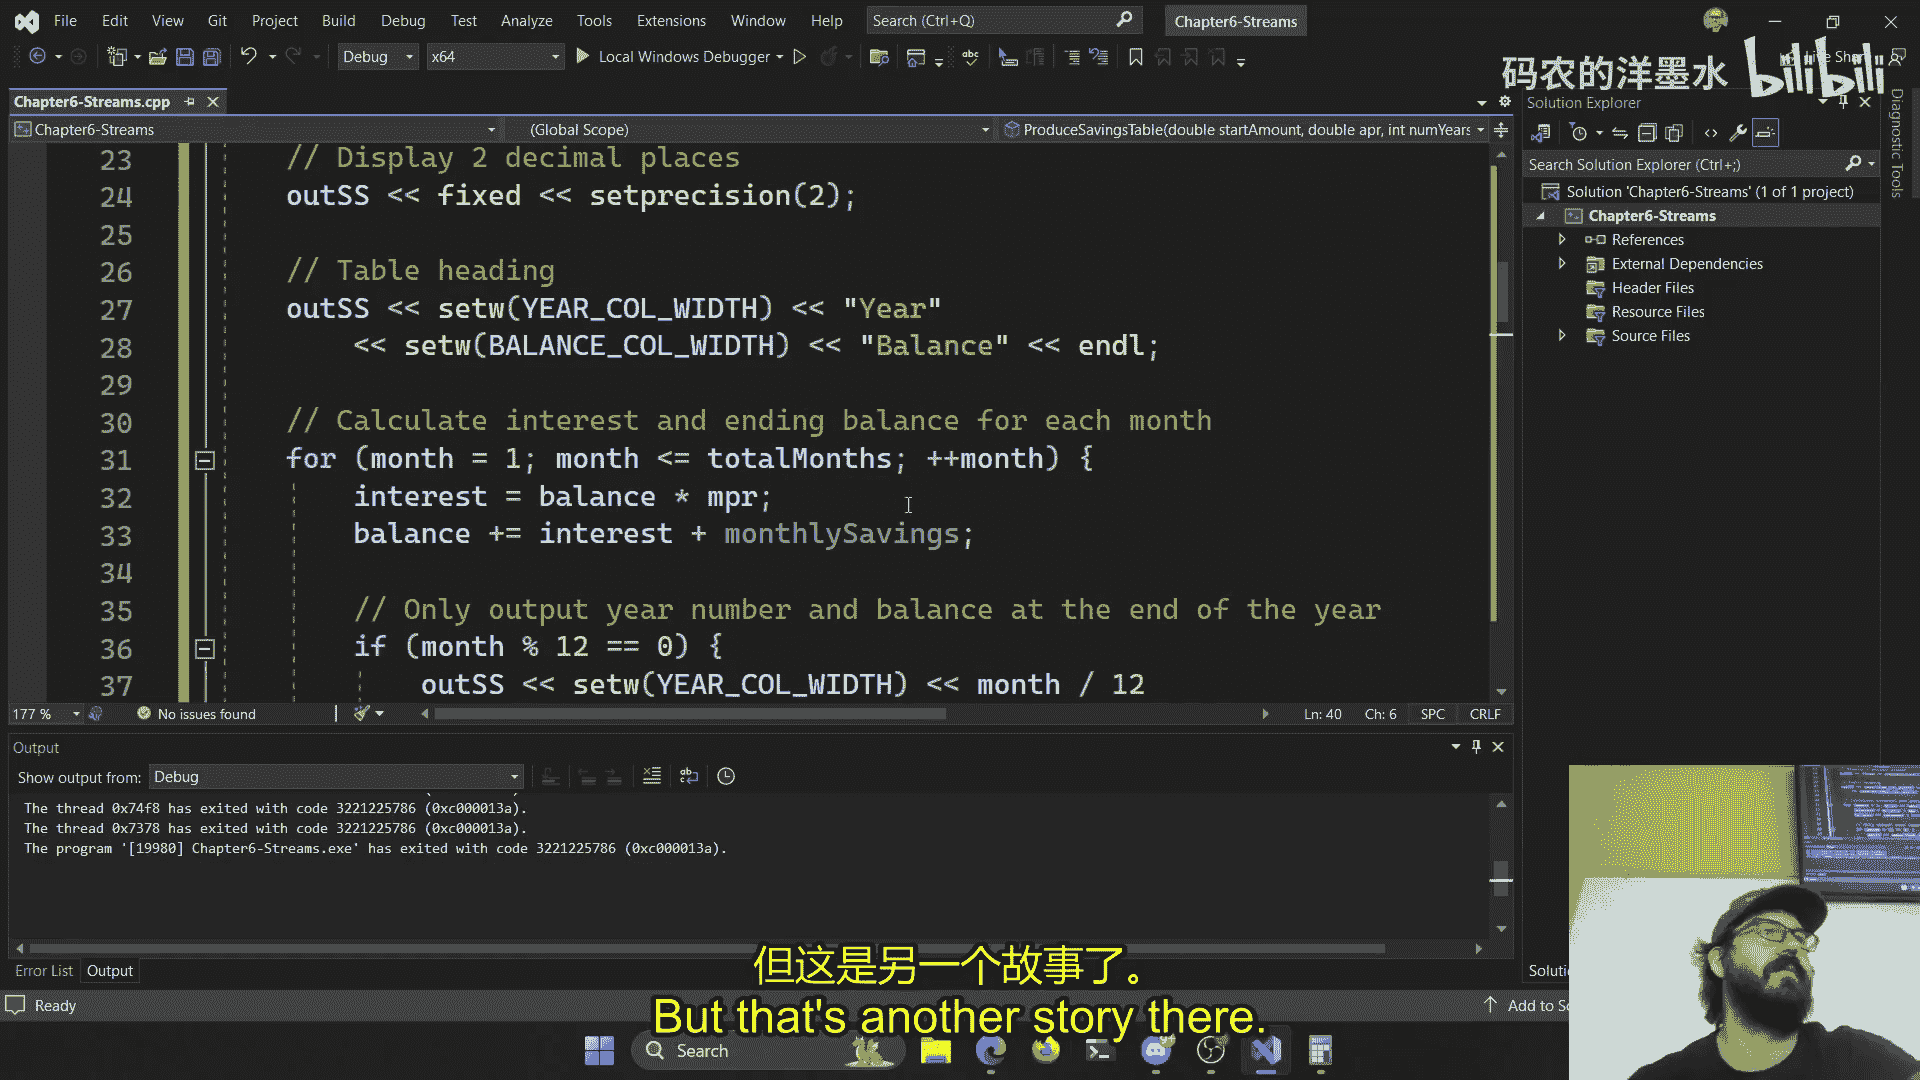 File Edit View Git Project Build Debug Test Analyze Tools Extensions Window Help Search (Ctrl+Q) Chapter6-Streams
Debug x64 Local Windows Debugger
码农的洋墨水 bilibili
Chapter6-Streams.cpp
Chapter6-Streams (Global Scope) ProduceSavingsTable(double startAmount, double apr, int numYears
23 // Display 2 decimal places
24 outSS << fixed << setprecision(2);
25
26 // Table heading
27 outSS << setw(YEAR_COL_WIDTH) << "Year"
28 << setw(BALANCE_COL_WIDTH) << "Balance" << endl;
29
30 // Calculate interest and ending balance for each month
31 for (month = 1; month <= totalMonths; ++month) {
32 interest = balance * mpr;
33 balance += interest + monthlySavings;
34
35 // Only output year number and balance at the end of the year
36 if (month % 12 == 0) {
37 outSS << setw(YEAR_COL_WIDTH) << month / 12
177 % No issues found Ln: 40 Ch: 6 SPC CRLF
Output
Show output from: Debug
The thread 0x74f8 has exited with code 3221225786 (0xc000013a).
The thread 0x7378 has exited with code 3221225786 (0xc000013a).
The program '[19980] Chapter6-Streams.exe' has exited with code 3221225786 (0xc000013a).
Error List Output
Solution Explorer
Search Solution Explorer (Ctrl+;)
Solution 'Chapter6-Streams' (1 of 1 project)
Chapter6-Streams
References
External Dependencies
Header Files
Resource Files
Source Files
Diagnostic Tools
Ready
Add to
但这是另一个故事了。
But that's another story there.
Search